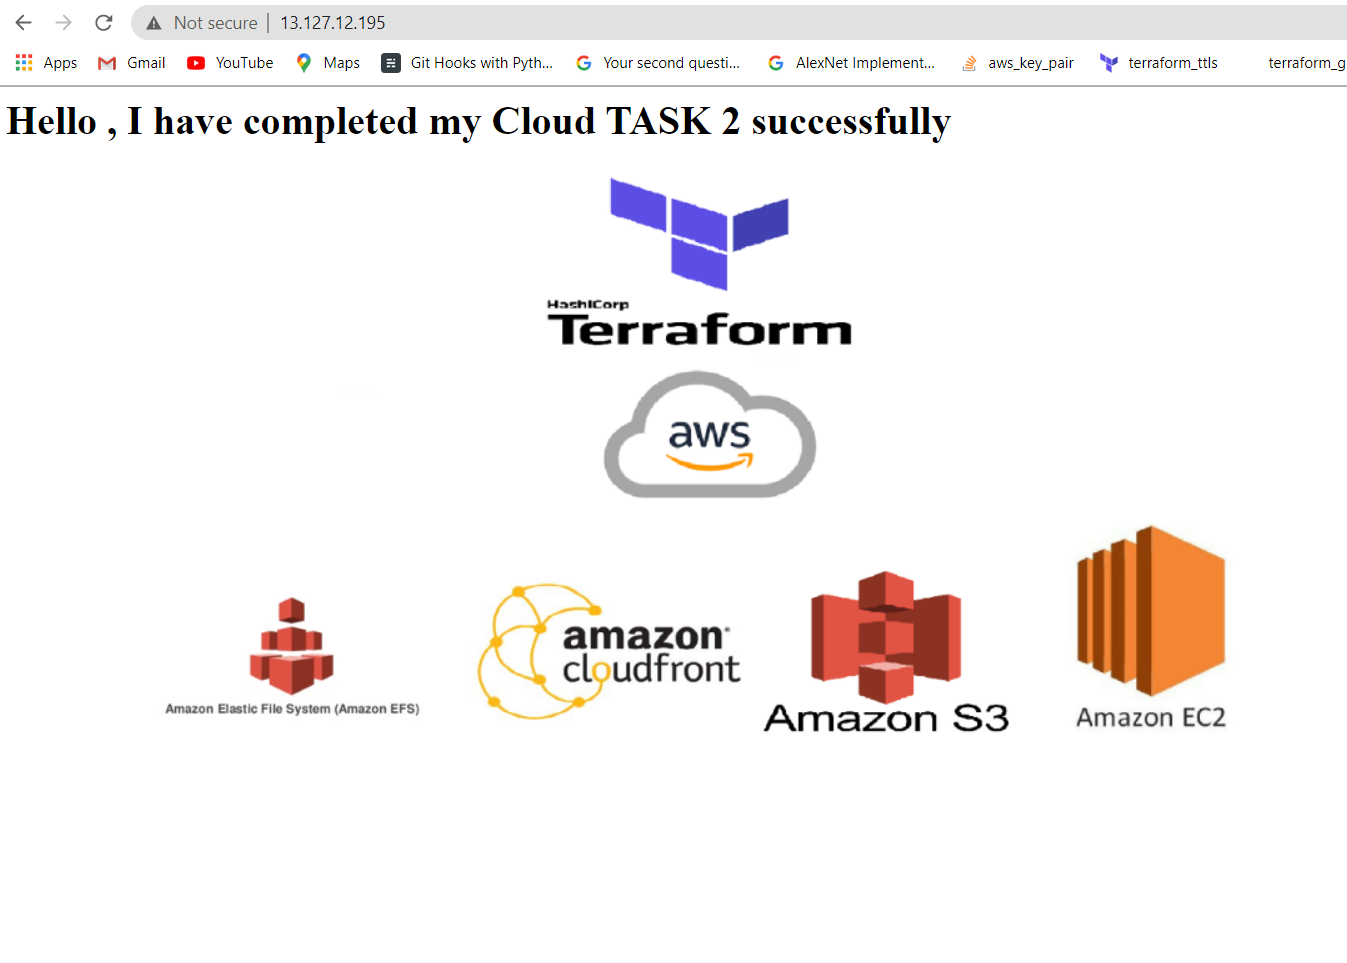 Not secure | 13.127.12.195
Apps Gmail YouTube Maps Git Hooks with Pyth... Your second questi... AlexNet Implement... aws_key_pair terraform_ttls terraform_g
Hello , I have completed my Cloud TASK 2 successfully
HashiCorp
Terraform
aws
amazon
cloudfront
Amazon Elastic File System (Amazon EFS)
Amazon S3
Amazon EC2